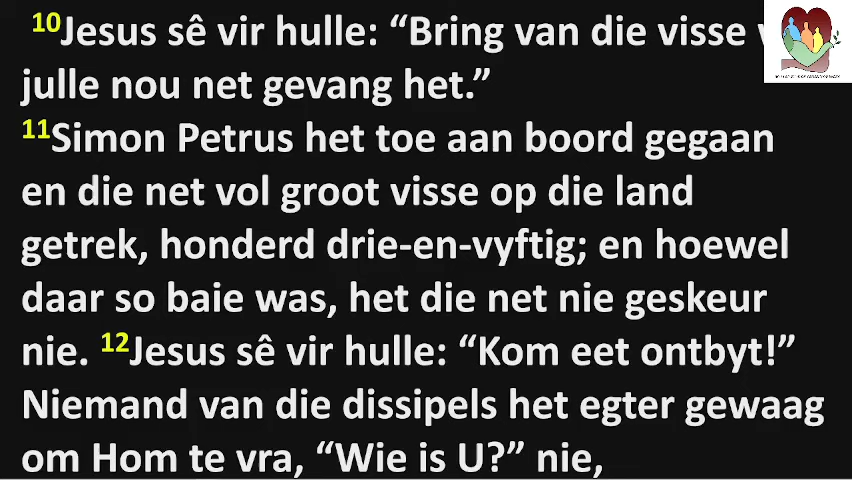 10Jesus sê vir hulle: “Bring van die visse
julle nou net gevang het.”
11Simon Petrus het toe aan boord gegaan
en die net vol groot visse op die land
getrek, honderd drie-en-vyftig; en hoewel
daar so baie was, het die net nie geskeur
nie. 12Jesus sê vir hulle: “Kom eet ontbyt!”
Niemand van die dissipels het egter gewaag
om Hom te vra, “Wie is U?” nie,